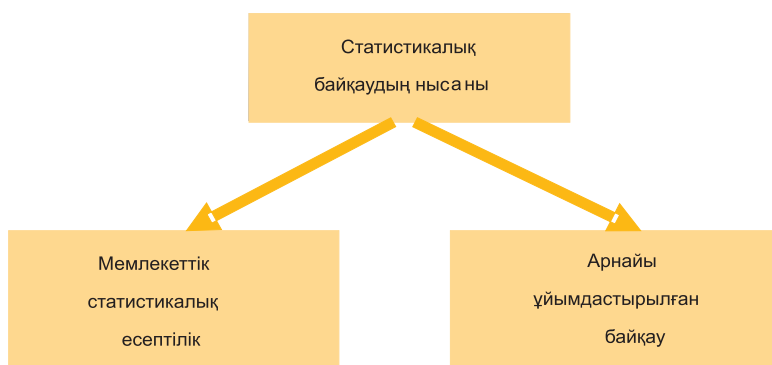 Статистикалық
байқаудың нысаны
Мемлекеттік
статистикалық
есептілік
Арнайы
ұйымдастырылған
байқау